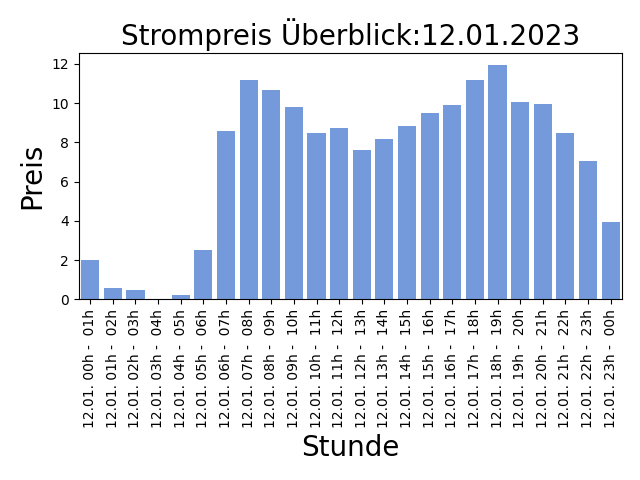 Strompreis Überblick:12.01.2023
Preis
12
10
8
6
4
2
0
12.01. 00h - 01h
12.01. 01h - 02h
12.01. 02h - 03h
12.01. 03h - 04h
12.01. 04h - 05h
12.01. 05h - 06h
12.01. 06h - 07h
12.01. 07h - 08h
12.01. 08h - 09h
12.01. 09h - 10h
12.01. 10h - 11h
12.01. 11h - 12h
12.01. 12h - 13h
12.01. 13h - 14h
12.01. 14h - 15h
12.01. 15h - 16h
12.01. 16h - 17h
12.01. 17h - 18h
12.01. 18h - 19h
12.01. 19h - 20h
12.01. 20h - 21h
12.01. 21h - 22h
12.01. 22h - 23h
12.01. 23h - 00h
Stunde